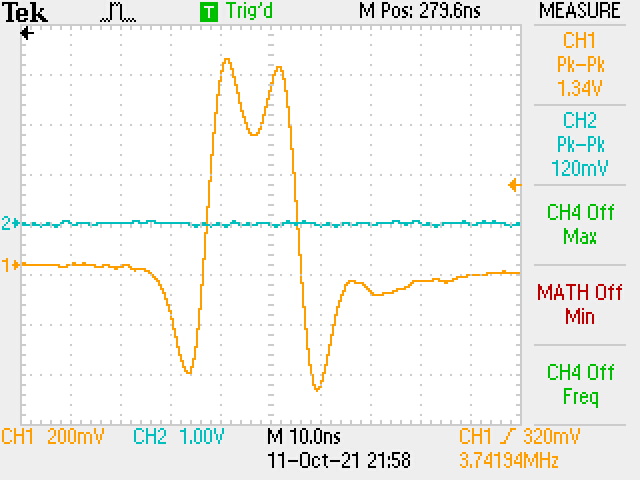 Tek T Trig'd M Pos: 279.6ns MEASURE
CH1
Pk-Pk
1.34V
CH2
Pk-Pk
120mV
CH4 Off
Max
MATH Off
Min
CH4 Off
Freq
2
1
CH1 200mV CH2 1.00V M 10.0ns CH1 320mV
11-Oct-21 21:58 3.74194MHz